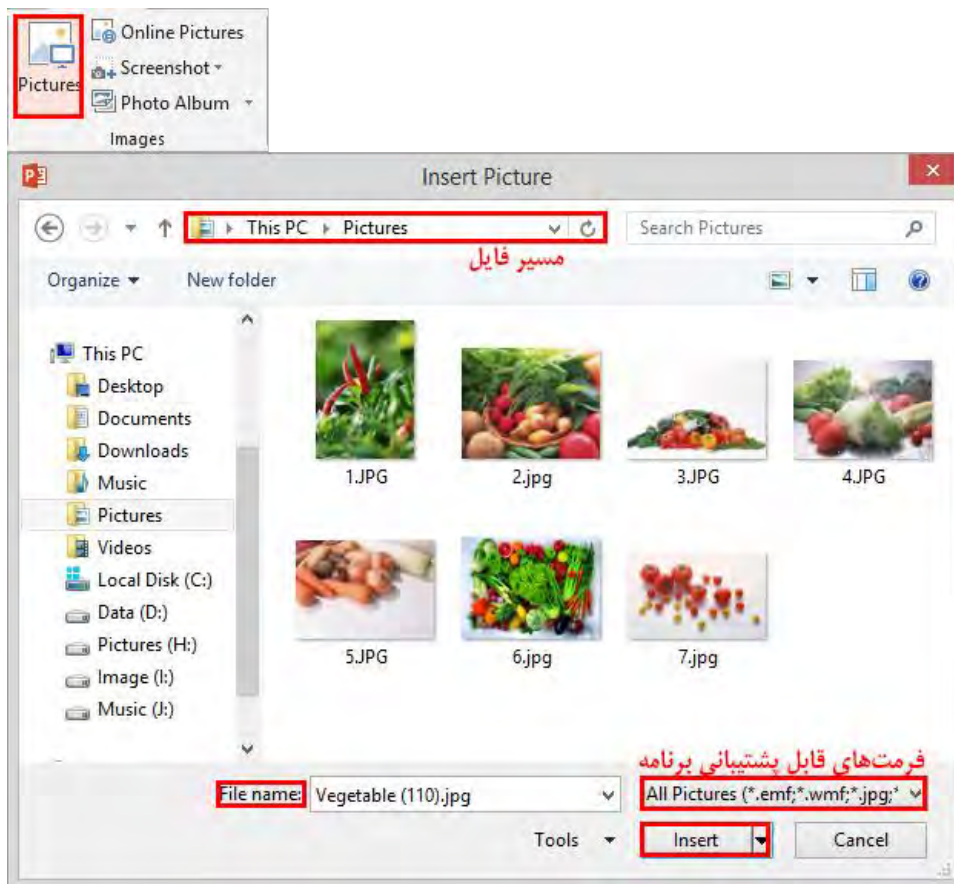 Online Pictures
Screenshot
Pictures
Photo Album
Images
Insert Picture
This PC Pictures
Search Pictures
مسیر فایل
Organize New folder
This PC
Desktop
Documents
Downloads
Music
Pictures
Videos
Local Disk (C:)
Data (D:)
Pictures (H:)
Image (I:)
Music (J:)
1.JPG 2.jpg 3.JPG 4.JPG
5.JPG 6.jpg 7.jpg
فرمت‌های قابل پشتیبانی برنامه
File name: Vegetable (110).jpg All Pictures (*.emf;*.wmf;*.jpg;*
Tools Insert Cancel